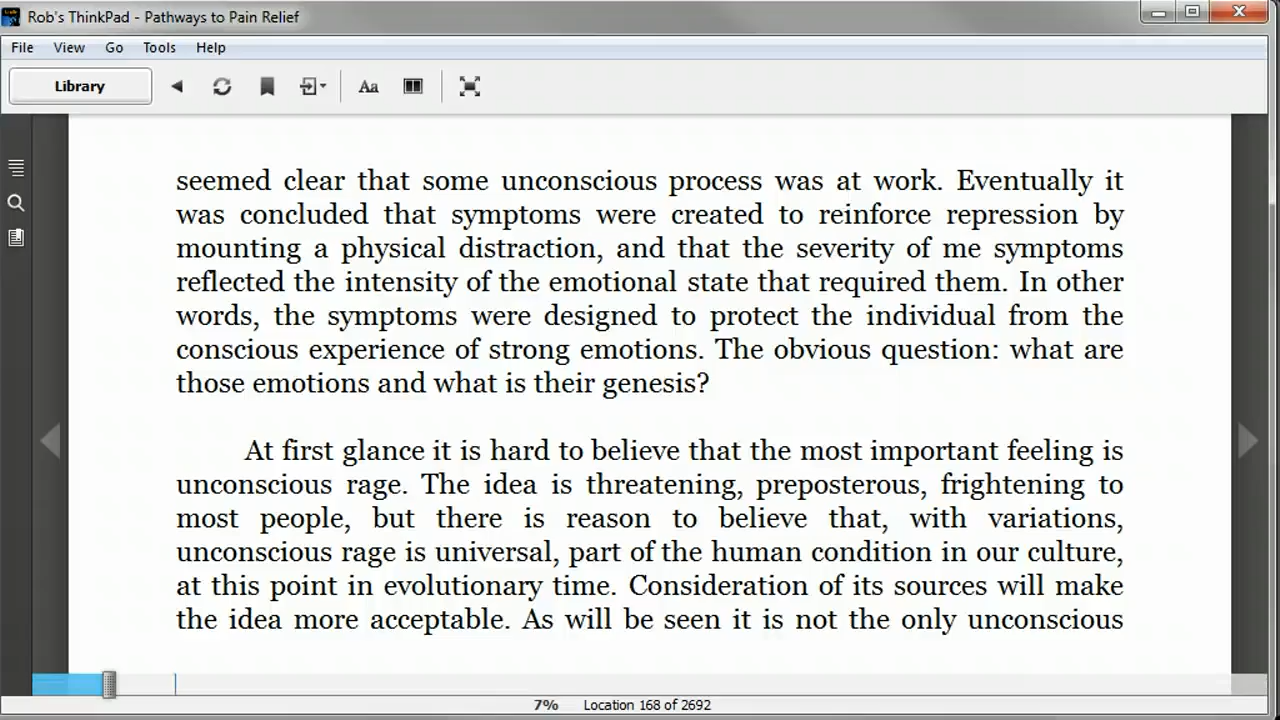 Rob's ThinkPad - Pathways to Pain Relief
File View Go Tools Help
Library
Aa
seemed clear that some unconscious process was at work. Eventually it
was concluded that symptoms were created to reinforce repression by
mounting a physical distraction, and that the severity of me symptoms
reflected the intensity of the emotional state that required them. In other
words, the symptoms were designed to protect the individual from the
conscious experience of strong emotions. The obvious question: what are
those emotions and what is their genesis?
At first glance it is hard to believe that the most important feeling is
unconscious rage. The idea is threatening, preposterous, frightening to
most people, but there is reason to believe that, with variations,
unconscious rage is universal, part of the human condition in our culture,
at this point in evolutionary time. Consideration of its sources will make
the idea more acceptable. As will be seen it is not the only unconscious
7% Location 168 of 2692